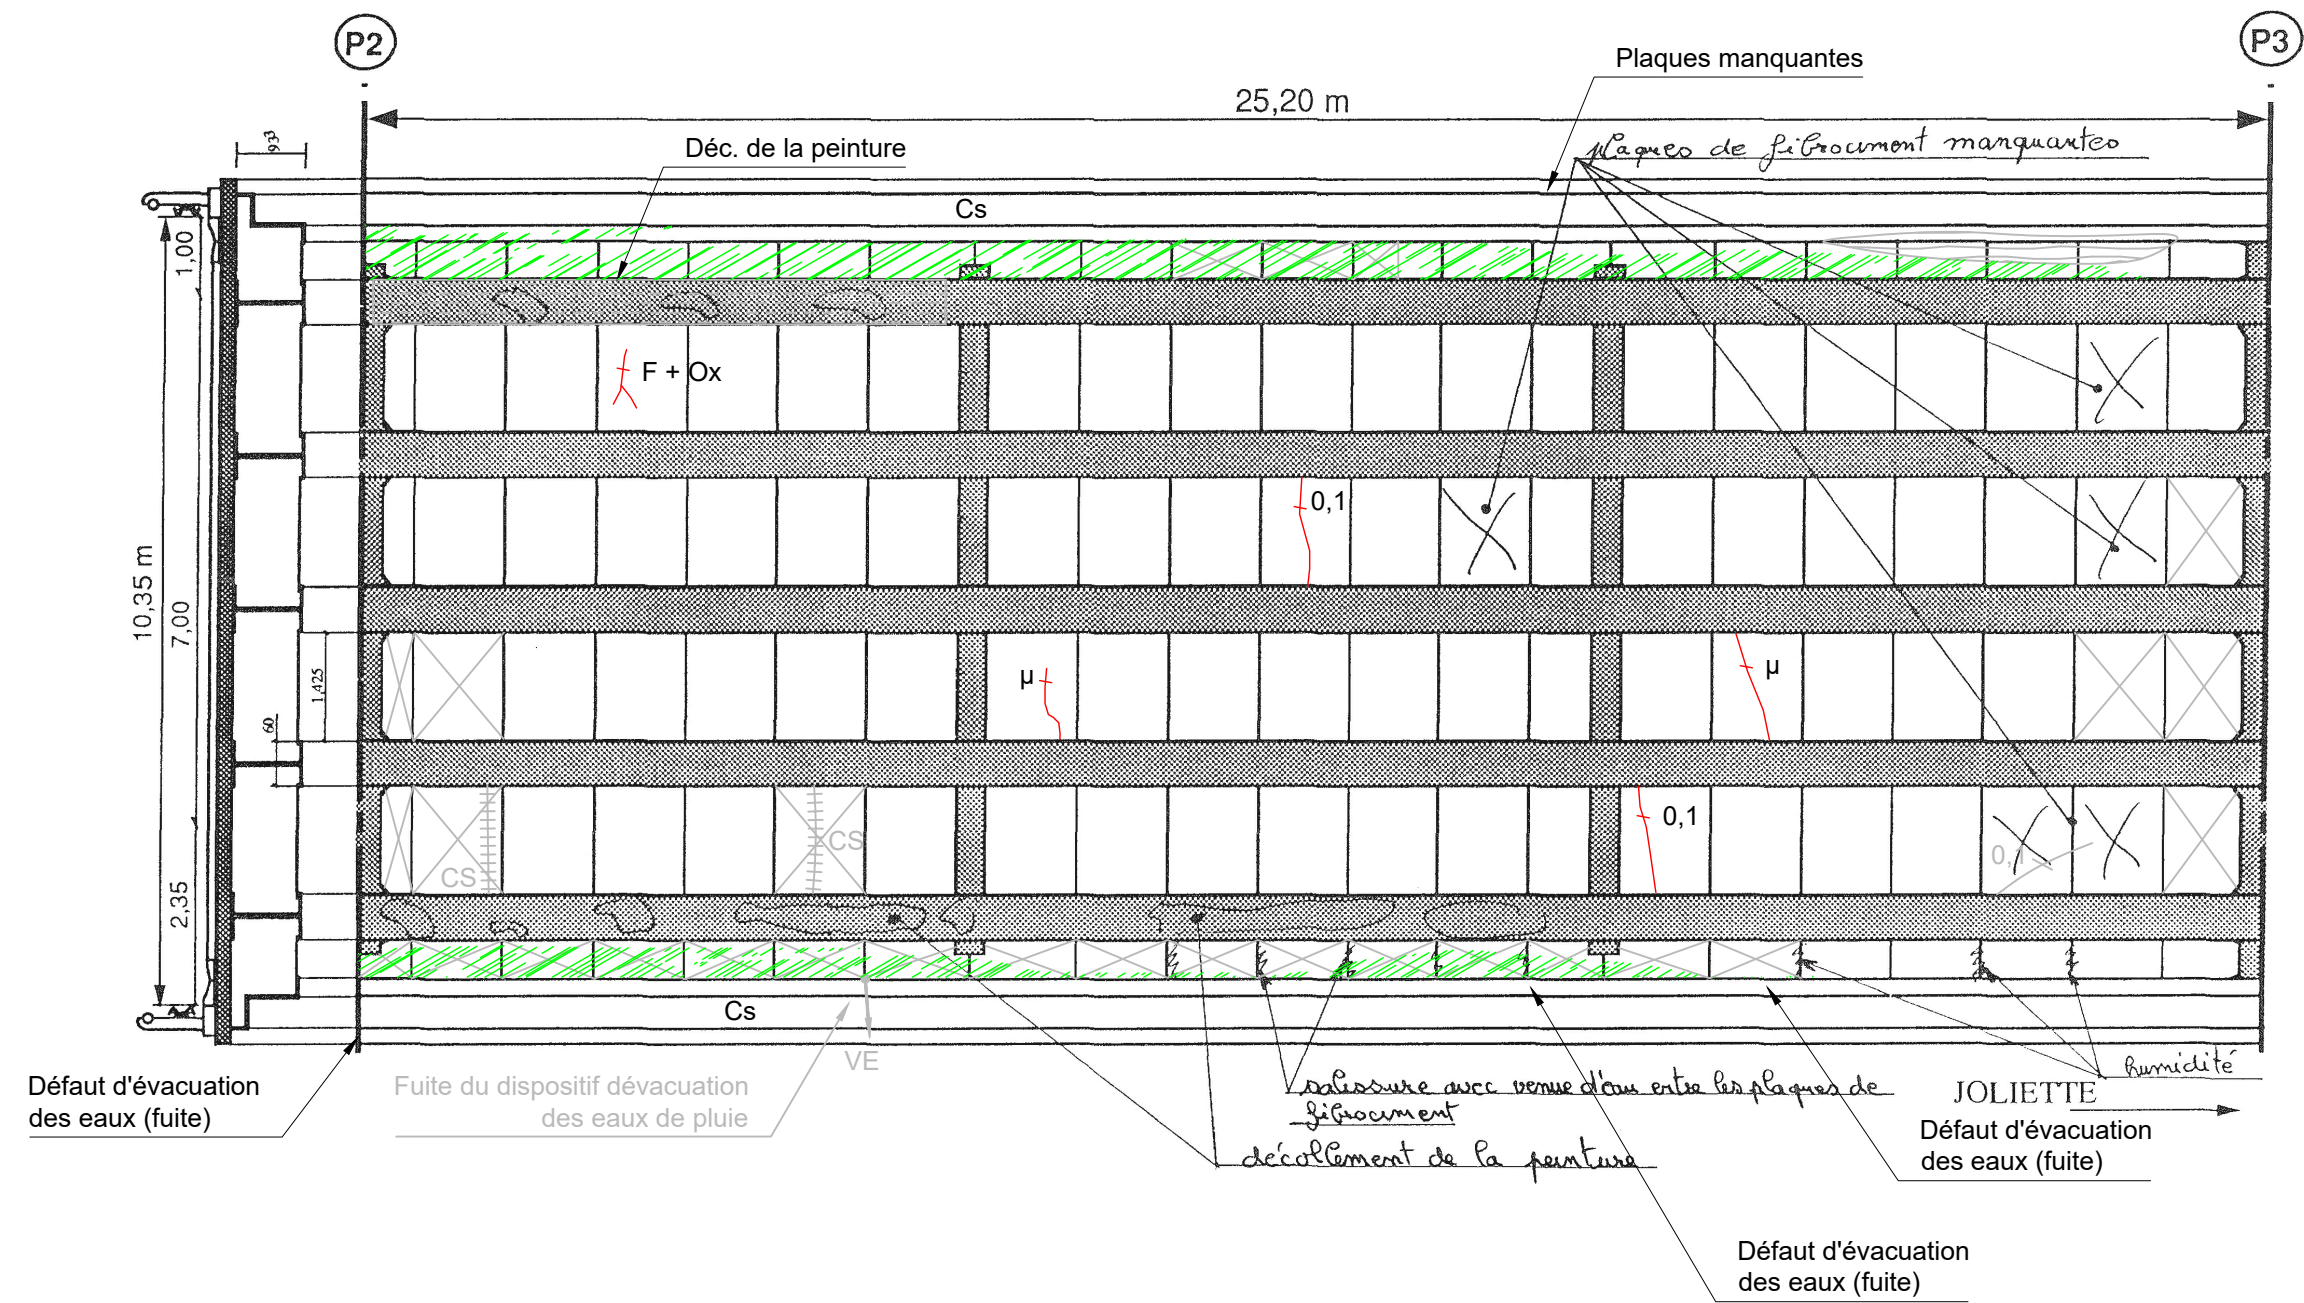 P2
P3
Plaques manquantes
25,20 m
plaques de fibrociment manquantes
Déc. de la peinture
93
Cs
1,00
F + Ox
0,1
10,35 m
7,00
µ
µ
1,425
60
0,1
CS
0,1
CS
2,35
Cs
VE
humidité
Défaut d'évacuation
des eaux (fuite)
Fuite du dispositif dévacuation
des eaux de pluie
salissure avec venue d'eau entre les plaques de
fibrociment
JOLIETTE
Défaut d'évacuation
des eaux (fuite)
décollement de la peinture
Défaut d'évacuation
des eaux (fuite)